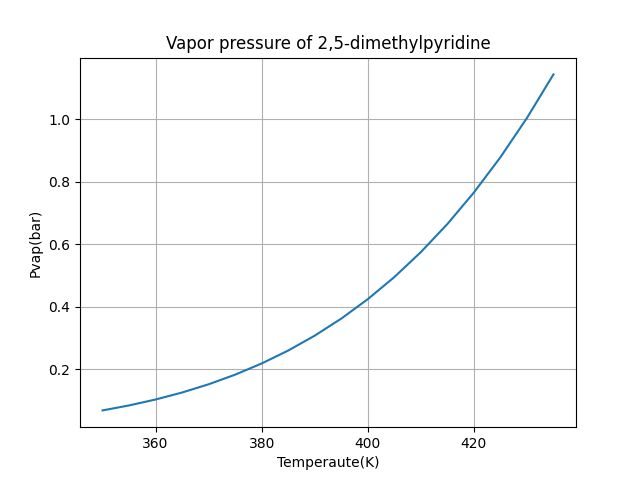 Vapor pressure of 2,5-dimethylpyridine
1.0
0.8
0.6
0.4
0.2
Pvap(bar)
360 380 400 420
Temperaute(K)